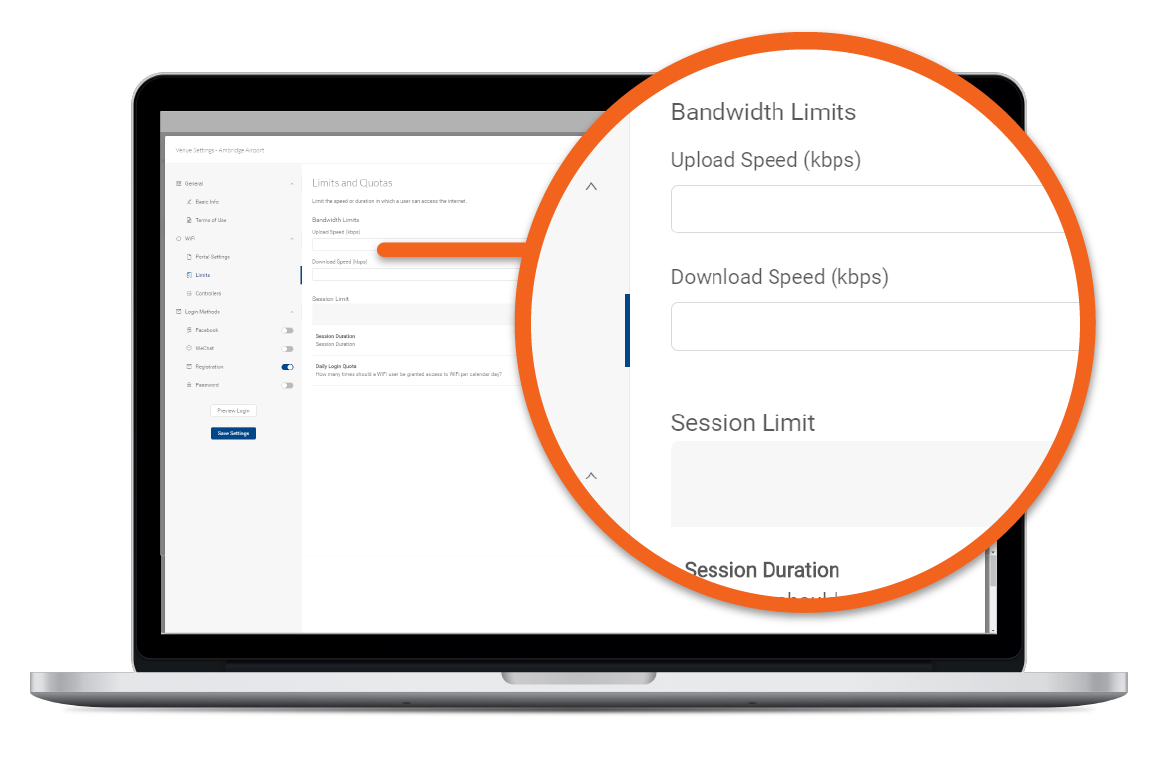 Venue Settings - Ambridge Airport
General
Basic Info
Terms of Use
WiFi
Portal Settings
Limits
Controllers
Login Methods
Facebook
WeChat
Registration
Password
Preview Login
Save Settings
Limits and Quotas
Limit the speed or duration in which a user can access the internet.
Bandwidth Limits
Upload Speed (kbps)
Download Speed (kbps)
Session Limit
Session Duration
Session Duration
Daily Login Quota
How many times should a WiFi user be granted access to WiFi per calendar day?
Bandwidth Limits
Upload Speed (kbps)
Download Speed (kbps)
Session Limit
Session Duration
should